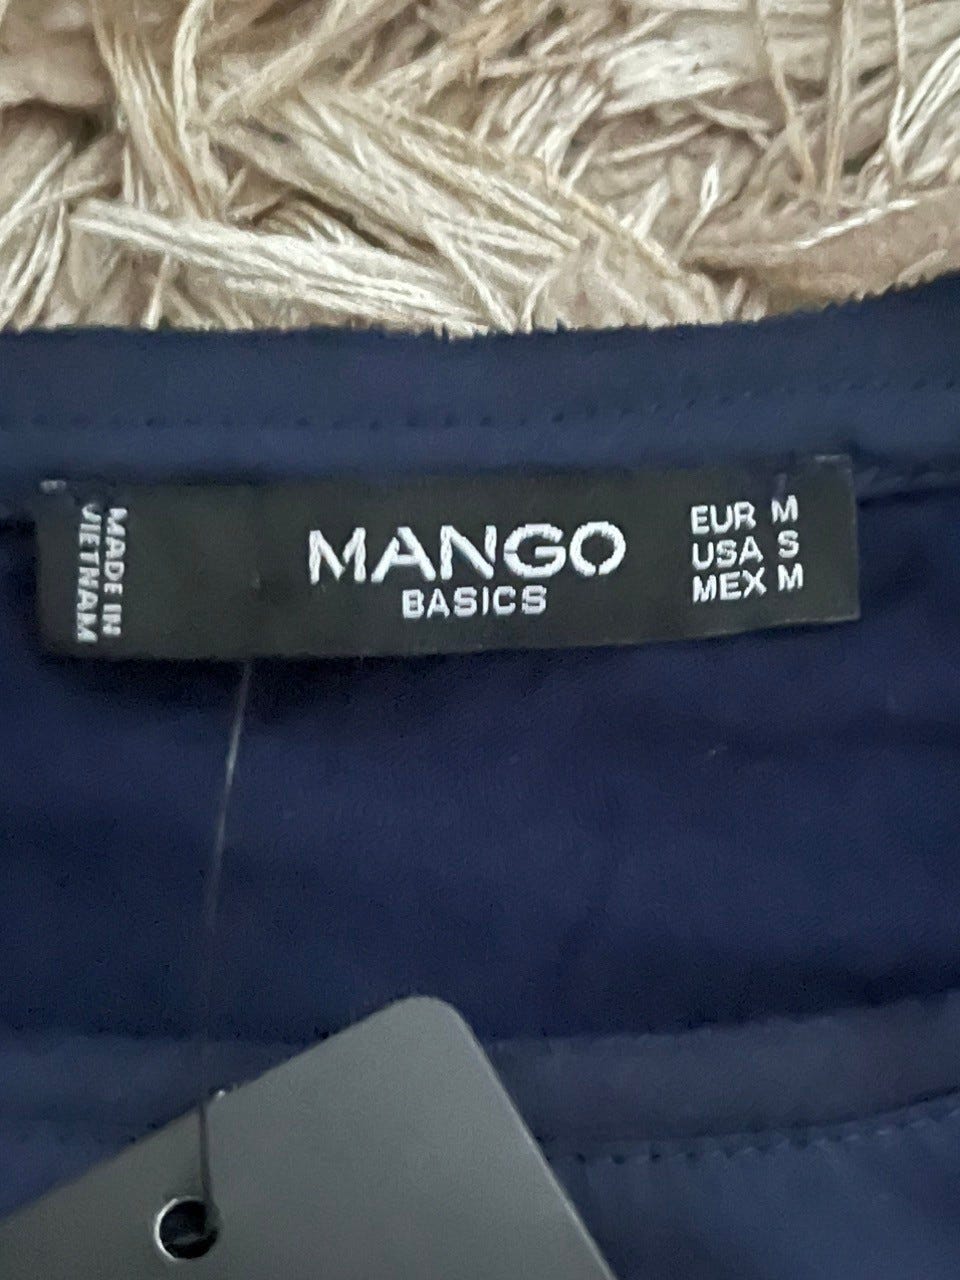 MADE IN
VIETNAM
MANGO
BASICS
EUR M
USA S
MEX M